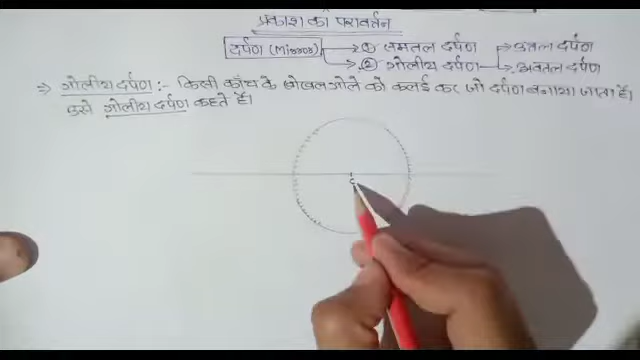 प्रकाश का परावर्तन
दर्पण (Mirror) → ① समतल दर्पण → उत्तल दर्पण
→ ② गोलीय दर्पण → अवतल दर्पण
⇒ गोलीय दर्पण :- किसी काँच के खोखले गोले को कलई कर जो दर्पण बनाया जाता है।
उसे गोलीय दर्पण कहते हैं।
C